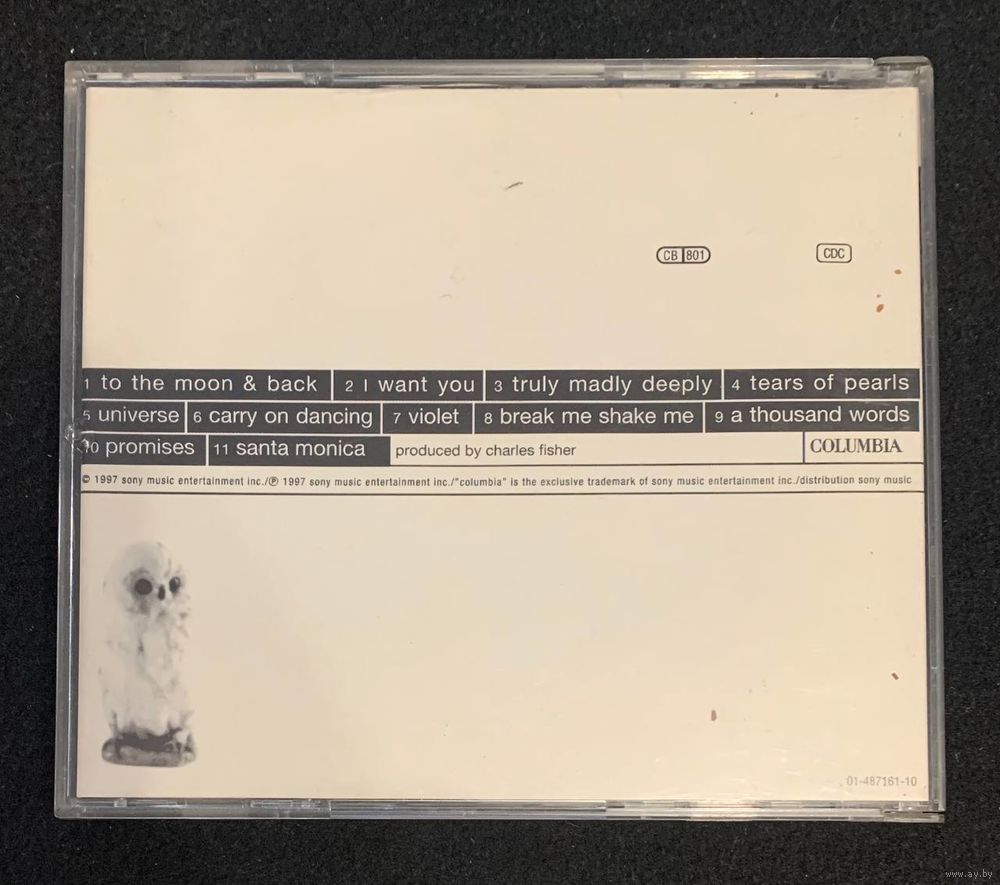 CB 801 CDC
1 to the moon & back 2 I want you 3 truly madly deeply 4 tears of pearls
5 universe 6 carry on dancing 7 violet 8 break me shake me 9 a thousand words
10 promises 11 santa monica produced by charles fisher COLUMBIA
© 1997 sony music entertainment inc./℗ 1997 sony music entertainment inc./"columbia" is the exclusive trademark of sony music entertainment inc./distribution sony music
01-487161-10
www.ay.by